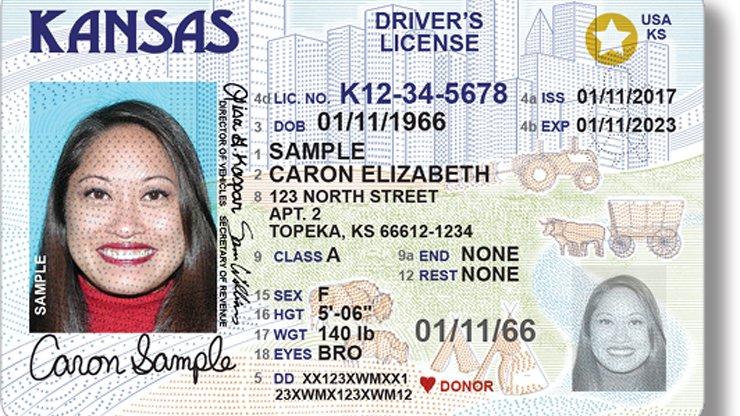 KANSAS
DRIVER'S
LICENSE
USA
KS
4d LIC. NO. K12-34-5678 4a ISS 01/11/2017
3 DOB 01/11/1966 4b EXP 01/11/2023
1 SAMPLE
2 CARON ELIZABETH
8 123 NORTH STREET
APT. 2
TOPEKA, KS 66612-1234
9 CLASS A 9a END NONE
12 REST NONE
15 SEX F
16 HGT 5'-06"
17 WGT 140 lb 01/11/66
18 EYES BRO
5 DD XX123XWMXX1
23XWMX123XWMXWM12
DONOR
SAMPLE
DIRECTOR OF VEHICLES
SECRETARY OF REVENUE
Caron Sample